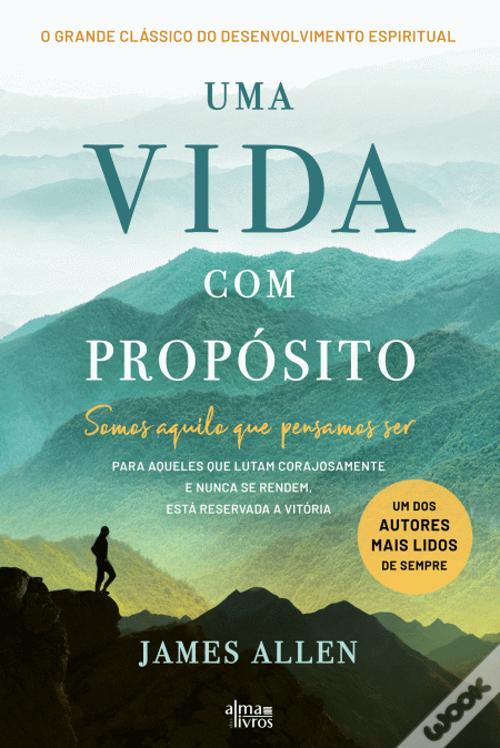 O GRANDE CLÁSSICO DO DESENVOLVIMENTO ESPIRITUAL
UMA
VIDA
COM
PROPÓSITO
Somos aquilo que pensamos ser
PARA AQUELES QUE LUTAM CORAJOSAMENTE
E NUNCA SE RENDEM,
ESTÁ RESERVADA A VITÓRIA
UM DOS
AUTORES
MAIS LIDOS
DE SEMPRE
JAMES ALLEN
alma
livros
wook